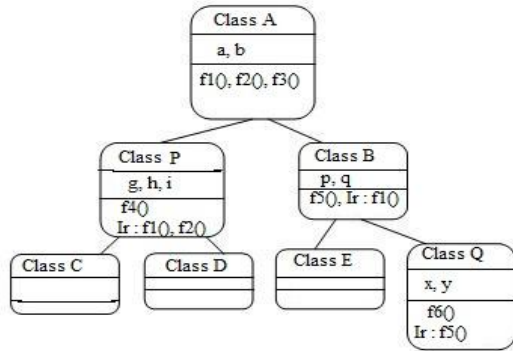 Class A
a, b
f1(), f2(), f3()
Class P
g, h, i
f4()
Ir : f1(), f2()
Class B
p, q
f5(), Ir : f1()
Class C
Class D
Class E
Class Q
x, y
f6()
Ir : f5()